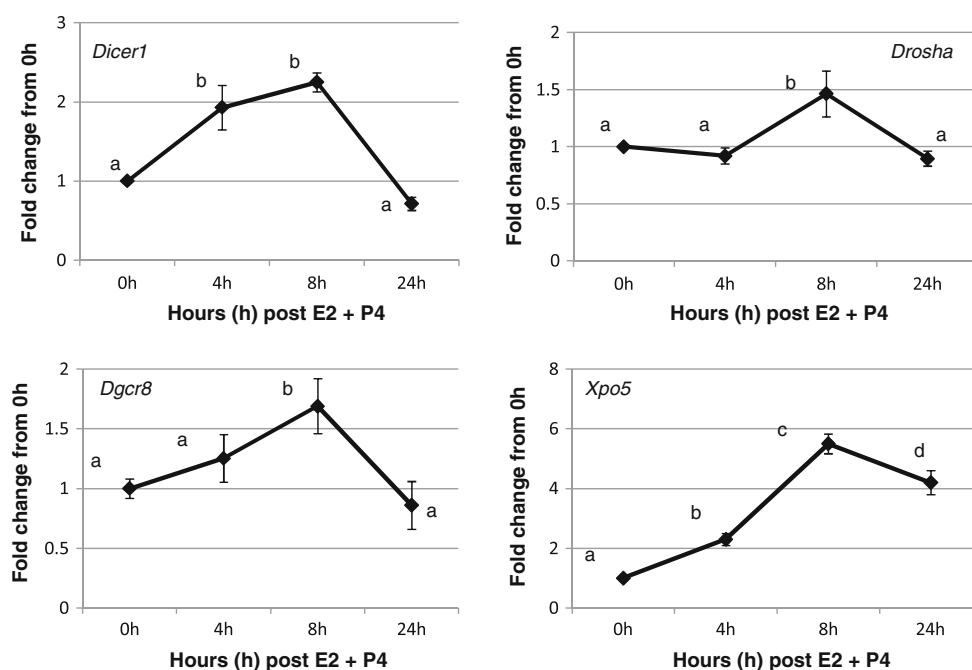 Dicer1
Fold change from 0h
3
2
1
0
a
b
b
a
0h 4h 8h 24h
Hours (h) post E2 + P4
Drosha
Fold change from 0h
2
1.5
1
0.5
0
a
a
b
a
0h 4h 8h 24h
Hours (h) post E2 + P4
Dgcr8
Fold change from 0h
2
1.5
1
0.5
0
a
a
b
a
0h 4h 8h 24h
Hours (h) post E2 + P4
Xpo5
Fold change from 0h
8
6
4
2
0
a
b
c
d
0h 4h 8h 24h
Hours (h) post E2 + P4